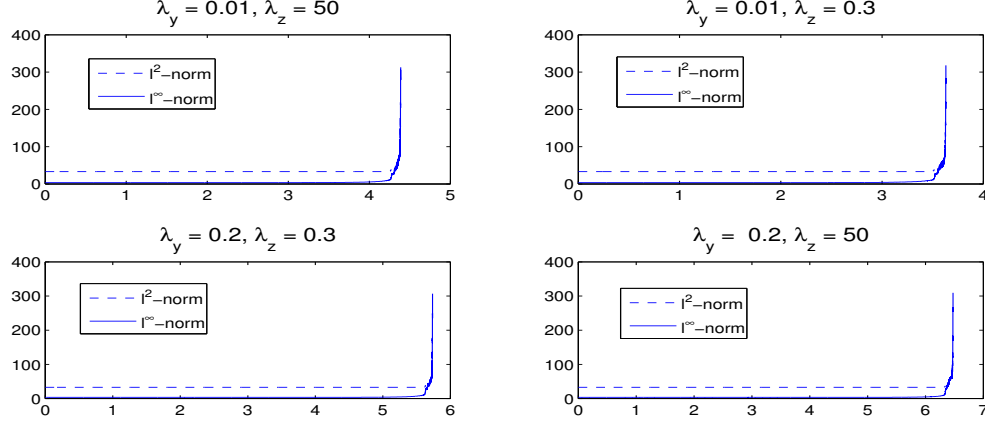 λy = 0.01, λz = 50
400
300
200
100
0
l²−norm
l∞−norm
0 1 2 3 4 5
λy = 0.01, λz = 0.3
400
300
200
100
0
l²−norm
l∞−norm
0 1 2 3 4
λy = 0.2, λz = 0.3
400
300
200
100
0
l²−norm
l∞−norm
0 1 2 3 4 5 6
λy = 0.2, λz = 50
400
300
200
100
0
l²−norm
l∞−norm
0 1 2 3 4 5 6 7